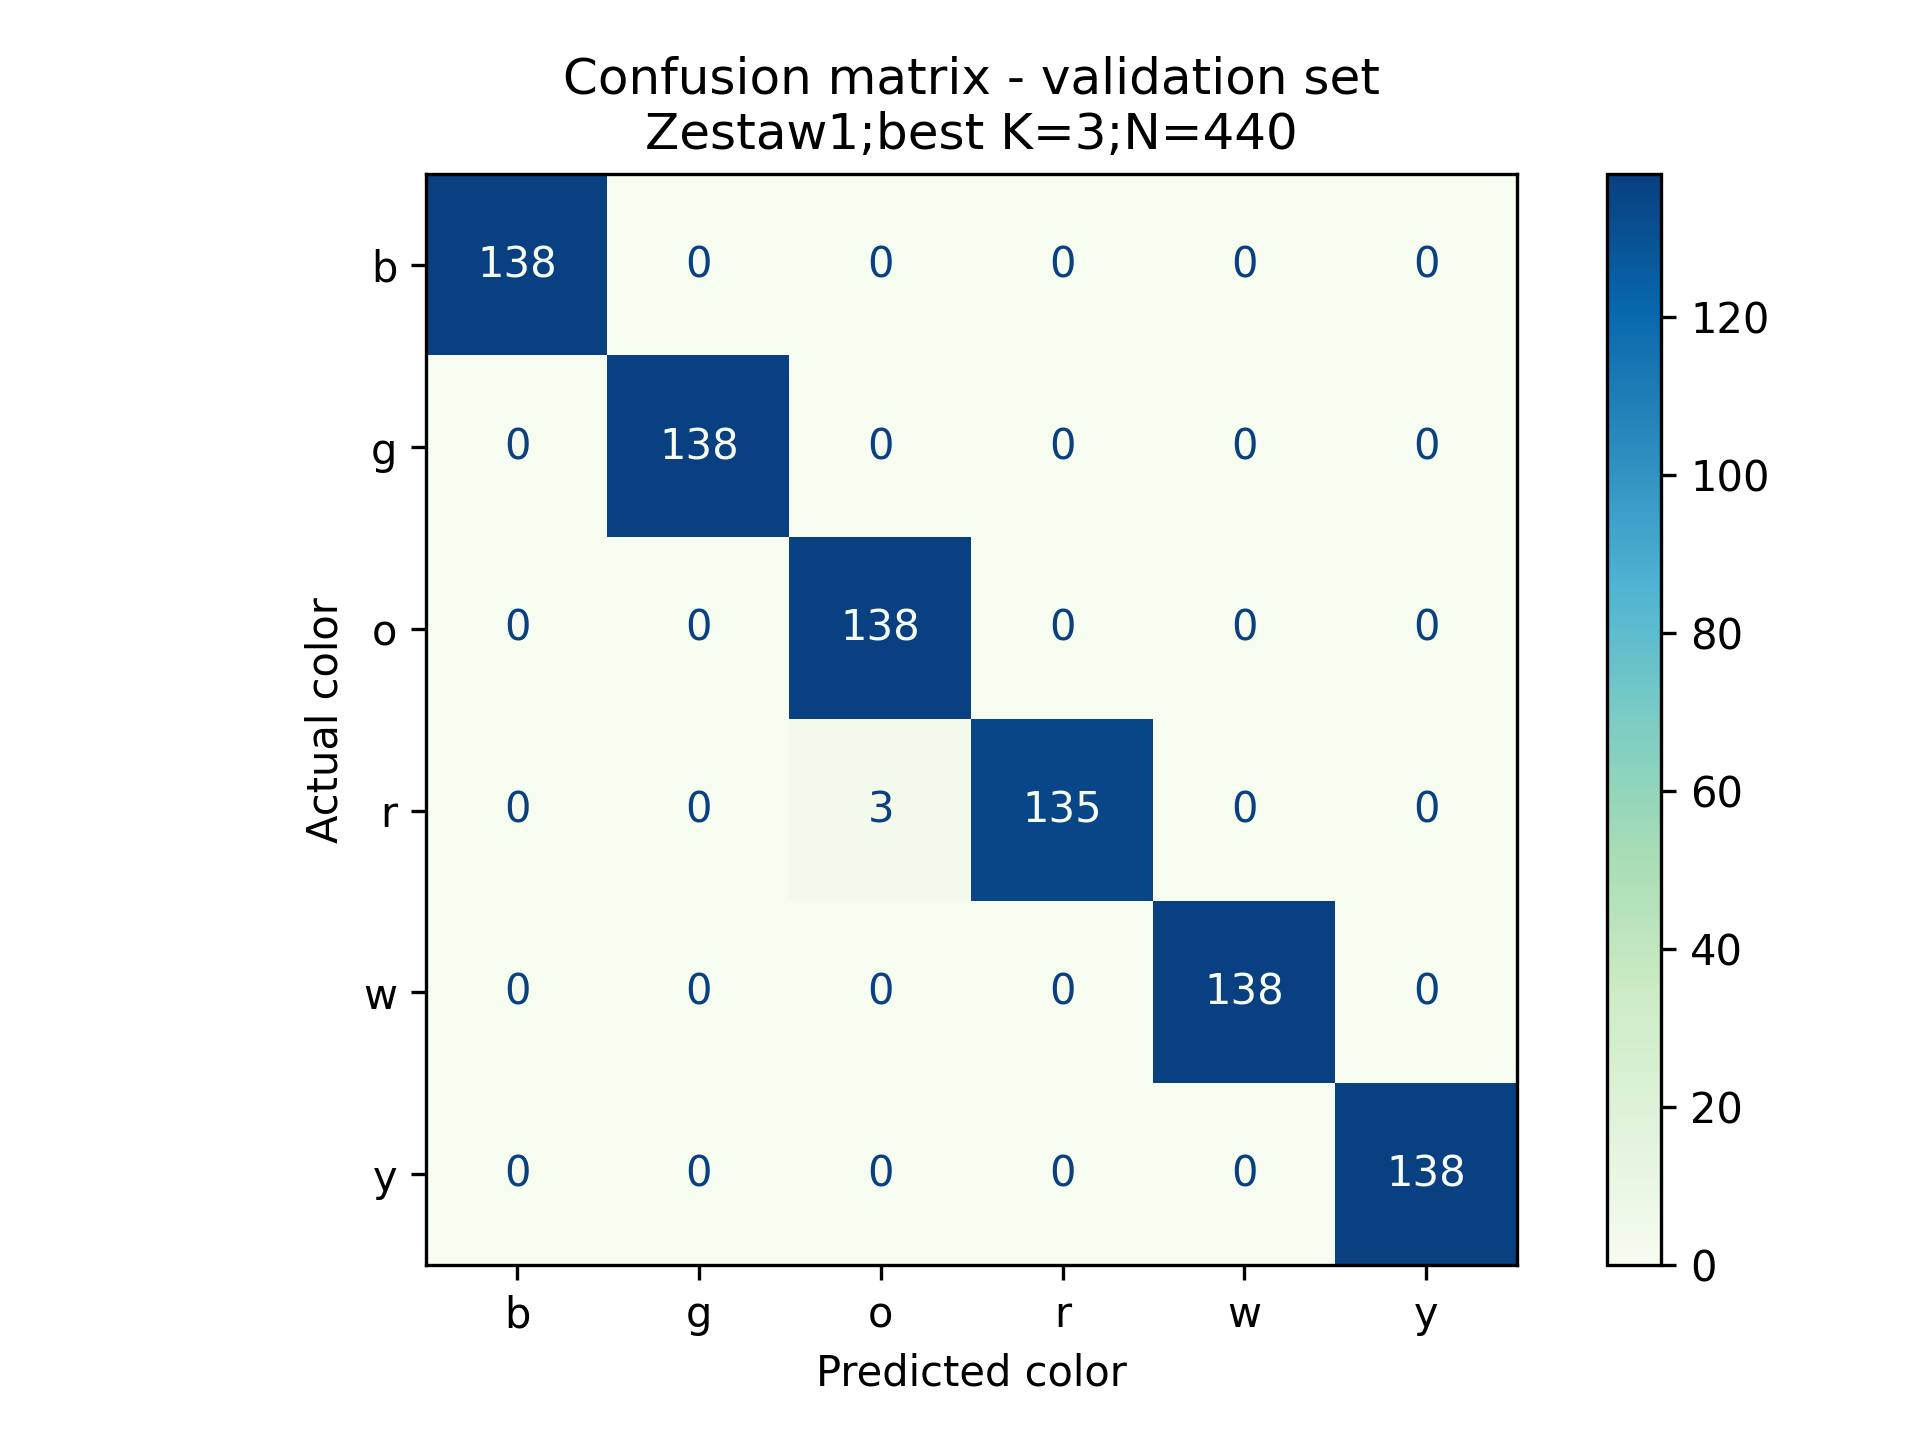 Confusion matrix - validation set
Zestaw1;best K=3;N=440
b 138 0 0 0 0 0
g 0 138 0 0 0 0
o 0 0 138 0 0 0
r 0 0 3 135 0 0
w 0 0 0 0 138 0
y 0 0 0 0 0 138
b g o r w y
Predicted color
Actual color
120
100
80
60
40
20
0